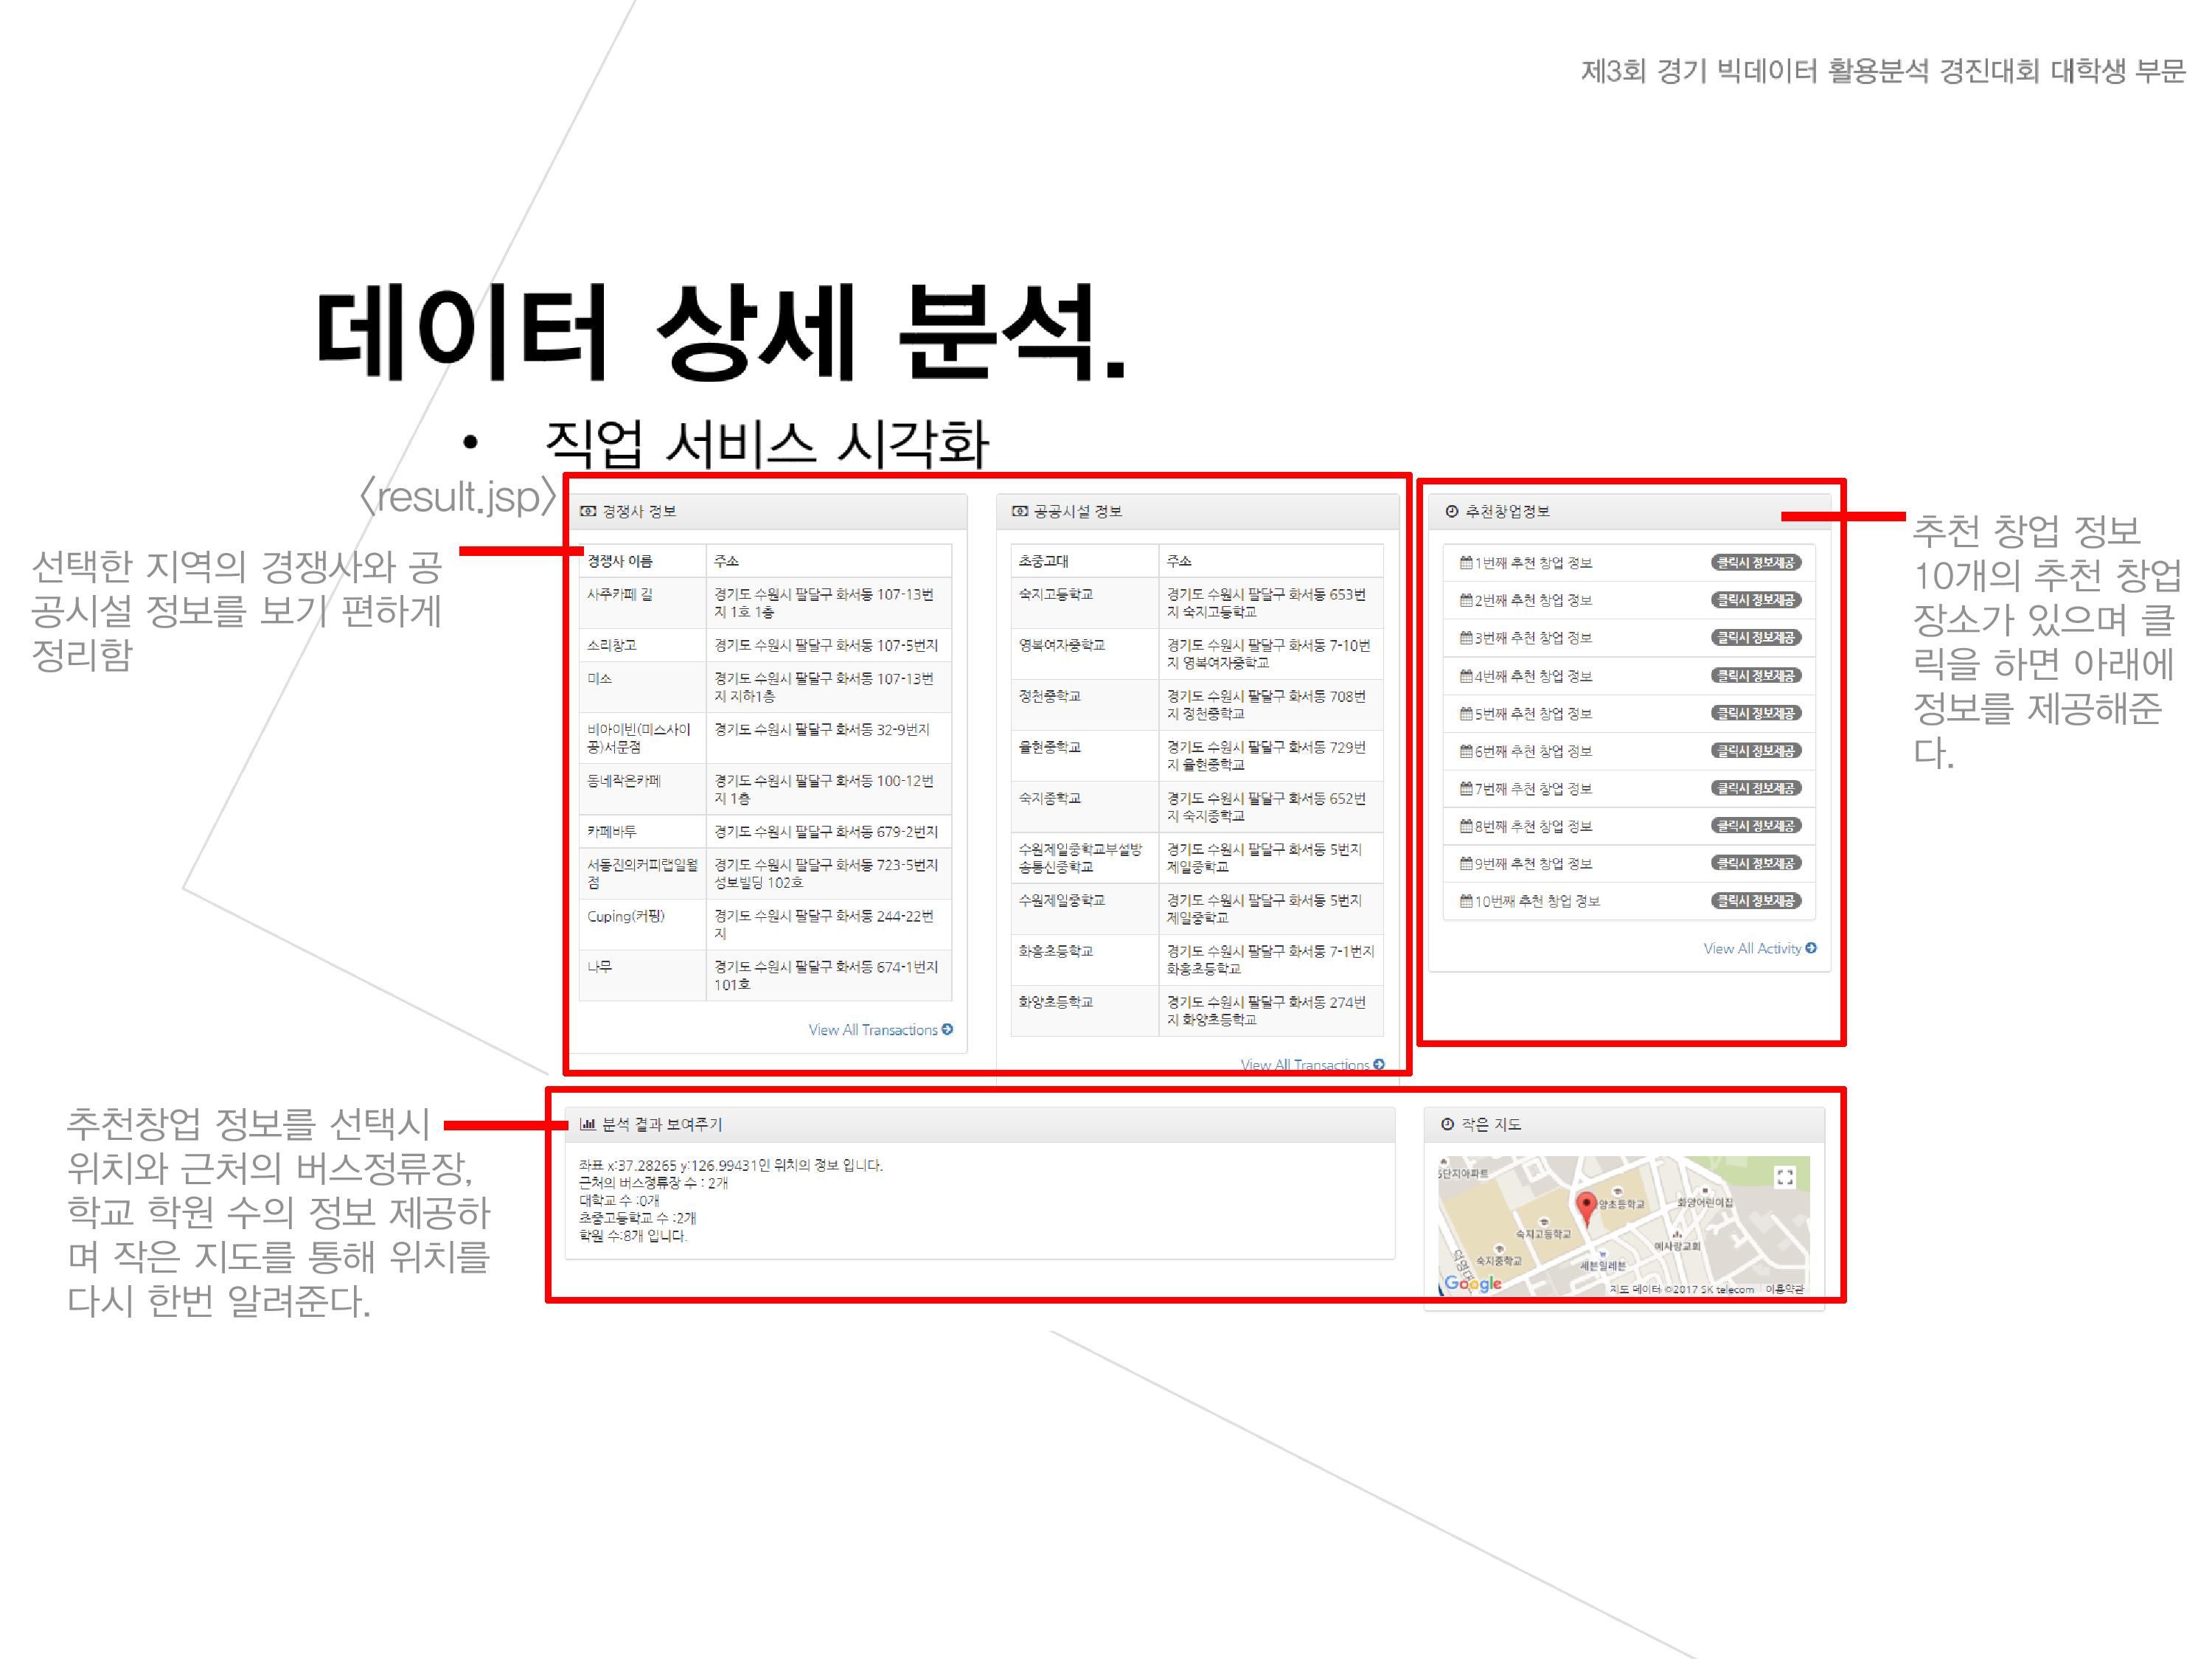 제3회 경기 빅데이터 활용분석 경진대회 대학생 부문
데이터 상세 분석.
• 직업 서비스 시각화
<result.jsp>
선택한 지역의 경쟁사와 공
공시설 정보를 보기 편하게
정리함
경쟁사 정보
경쟁사 이름 주소
사주카페 길 경기도 수원시 팔달구 화서동 107-13번
지 1호 1층
소리창고 경기도 수원시 팔달구 화서동 107-5번지
미소 경기도 수원시 팔달구 화서동 107-13번
지 지하1층
비아이빈(미스사이 경기도 수원시 팔달구 화서동 32-9번지
공)서문점
동네작은카페 경기도 수원시 팔달구 화서동 100-12번
지 1층
카페바투 경기도 수원시 팔달구 화서동 679-2번지
서동진의커피랩일월 경기도 수원시 팔달구 화서동 723-5번지
점 성보빌딩 102호
Cuping(커핑) 경기도 수원시 팔달구 화서동 244-22번
지
나무 경기도 수원시 팔달구 화서동 674-1번지
101호
View All Transactions
공공시설 정보
초중고대 주소
숙지고등학교 경기도 수원시 팔달구 화서동 653번
지 숙지고등학교
영복여자중학교 경기도 수원시 팔달구 화서동 7-10번
지 영복여자중학교
정천중학교 경기도 수원시 팔달구 화서동 708번
지 정천중학교
율현중학교 경기도 수원시 팔달구 화서동 729번
지 율현중학교
숙지중학교 경기도 수원시 팔달구 화서동 652번
지 숙지중학교
수원제일중학교부설방 경기도 수원시 팔달구 화서동 5번지
송통신중학교 제일중학교
수원제일중학교 경기도 수원시 팔달구 화서동 5번지
제일중학교
화홍초등학교 경기도 수원시 팔달구 화서동 7-1번지
화홍초등학교
화양초등학교 경기도 수원시 팔달구 화서동 274번
지 화양초등학교
View All Transactions
추천창업정보
1번째 추천 창업 정보 클릭시 정보제공
2번째 추천 창업 정보 클릭시 정보제공
3번째 추천 창업 정보 클릭시 정보제공
4번째 추천 창업 정보 클릭시 정보제공
5번째 추천 창업 정보 클릭시 정보제공
6번째 추천 창업 정보 클릭시 정보제공
7번째 추천 창업 정보 클릭시 정보제공
8번째 추천 창업 정보 클릭시 정보제공
9번째 추천 창업 정보 클릭시 정보제공
10번째 추천 창업 정보 클릭시 정보제공
View All Activity
추천 창업 정보
10개의 추천 창업
장소가 있으며 클
릭을 하면 아래에
정보를 제공해준
다.
추천창업 정보를 선택시
위치와 근처의 버스정류장,
학교 학원 수의 정보 제공하
며 작은 지도를 통해 위치를
다시 한번 알려준다.
분석 결과 보여주기
좌표 x:37.28265 y:126.99431인 위치의 정보 입니다.
근처의 버스정류장 수 : 2개
대학교 수 :0개
초중고등학교 수 :2개
학원 수:8개 입니다.
작은 지도
5단지아파트
양초등학교
화양어린이집
숙지고등학교
예사랑교회
숙지중학교
세븐일레븐
덕영대
Google
지도 데이터 ©2017 SK telecom 이용약관